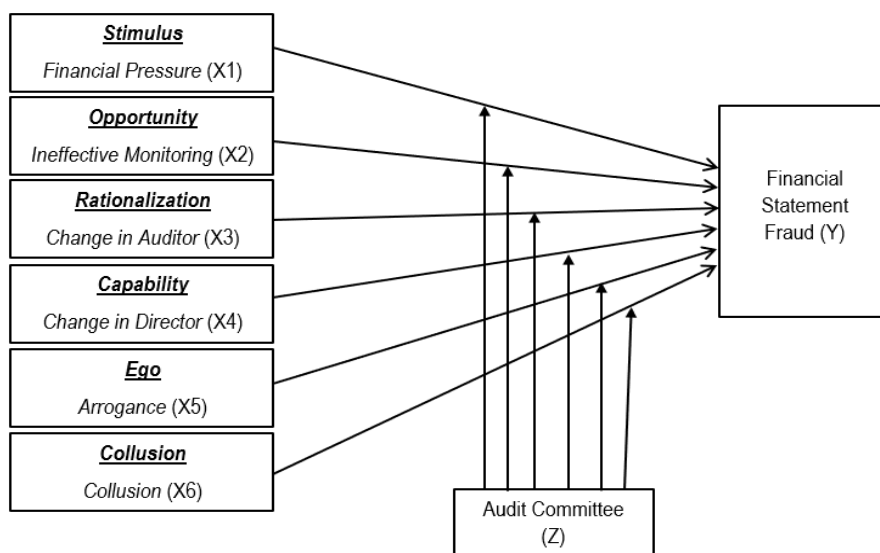 Stimulus
Financial Pressure (X1)
Opportunity
Ineffective Monitoring (X2)
Rationalization
Change in Auditor (X3)
Capability
Change in Director (X4)
Ego
Arrogance (X5)
Collusion
Collusion (X6)
Financial
Statement
Fraud (Y)
Audit Committee
(Z)